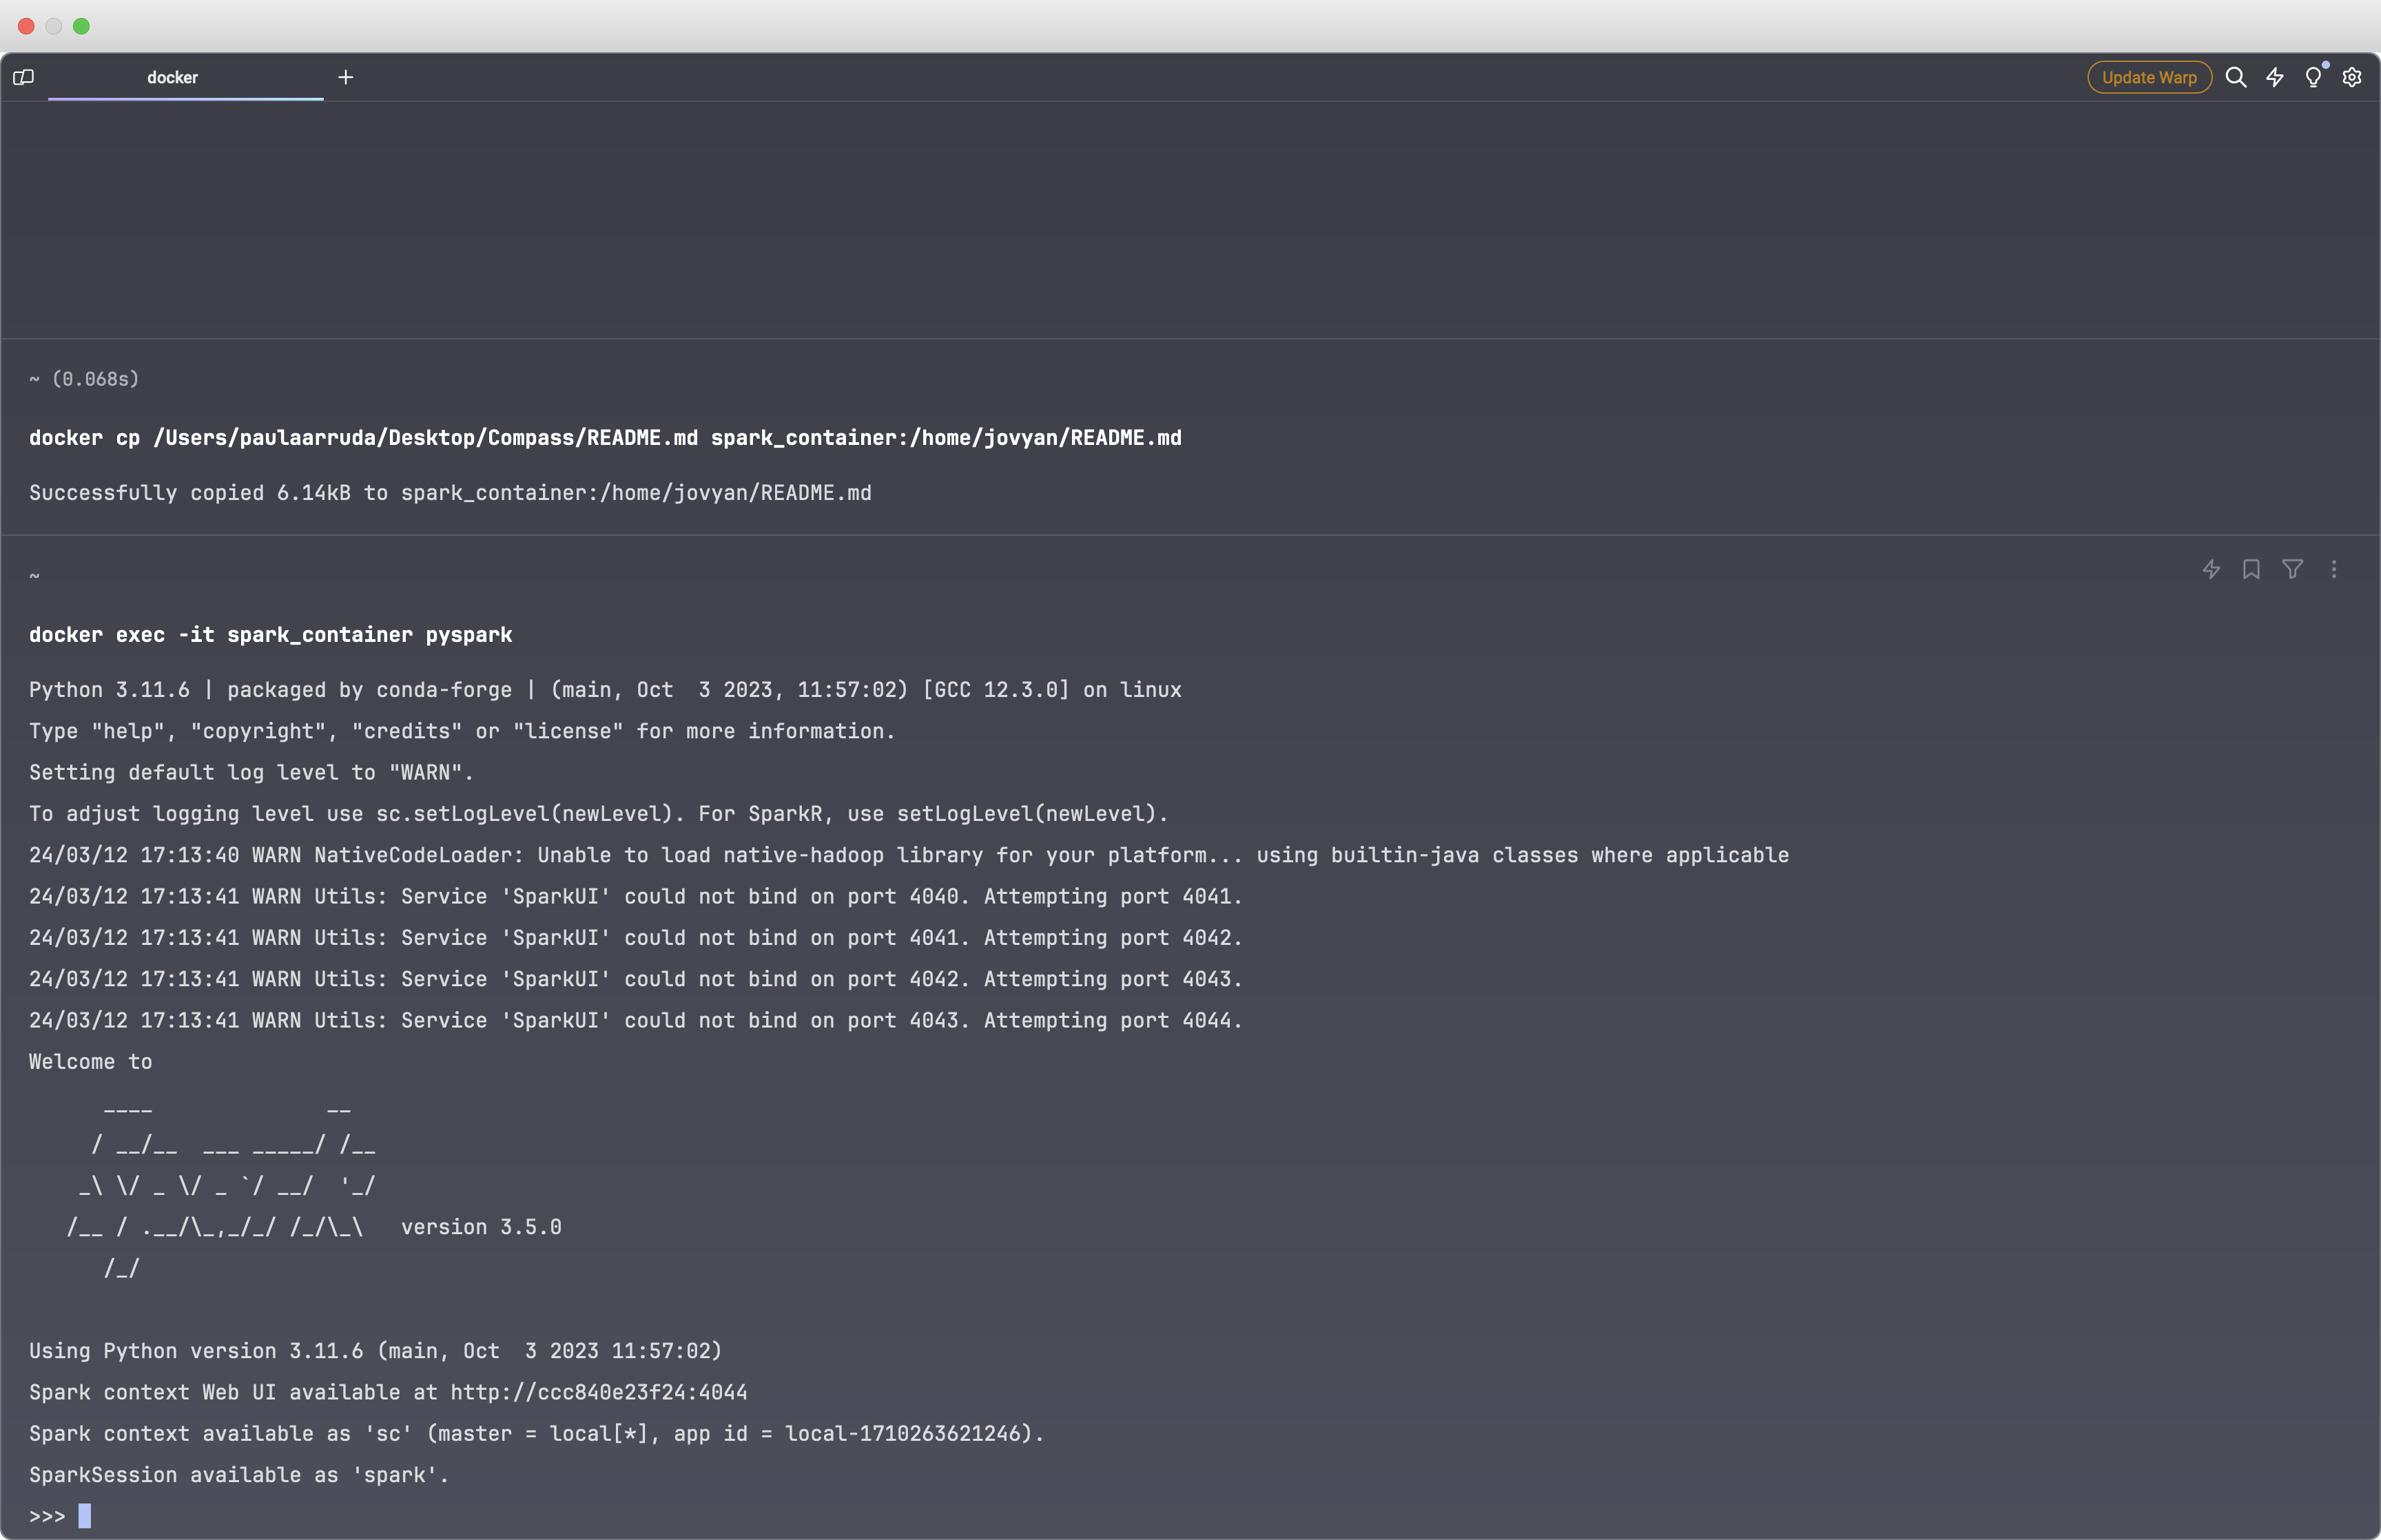 docker
Update Warp
~ (0.068s)
docker cp /Users/paulaarruda/Desktop/Compass/README.md spark_container:/home/jovyan/README.md
Successfully copied 6.14kB to spark_container:/home/jovyan/README.md
~
docker exec -it spark_container pyspark
Python 3.11.6 | packaged by conda-forge | (main, Oct  3 2023, 11:57:02) [GCC 12.3.0] on linux
Type "help", "copyright", "credits" or "license" for more information.
Setting default log level to "WARN".
To adjust logging level use sc.setLogLevel(newLevel). For SparkR, use setLogLevel(newLevel).
24/03/12 17:13:40 WARN NativeCodeLoader: Unable to load native-hadoop library for your platform... using builtin-java classes where applicable
24/03/12 17:13:41 WARN Utils: Service 'SparkUI' could not bind on port 4040. Attempting port 4041.
24/03/12 17:13:41 WARN Utils: Service 'SparkUI' could not bind on port 4041. Attempting port 4042.
24/03/12 17:13:41 WARN Utils: Service 'SparkUI' could not bind on port 4042. Attempting port 4043.
24/03/12 17:13:41 WARN Utils: Service 'SparkUI' could not bind on port 4043. Attempting port 4044.
Welcome to
      ____              __
     / __/__  ___ _____/ /__
    _\ \/ _ \/ _ `/ __/  '_/
   /__ / .__/\_,_/_/ /_/\_\   version 3.5.0
      /_/
Using Python version 3.11.6 (main, Oct  3 2023 11:57:02)
Spark context Web UI available at http://ccc840e23f24:4044
Spark context available as 'sc' (master = local[*], app id = local-1710263621246).
SparkSession available as 'spark'.
>>>